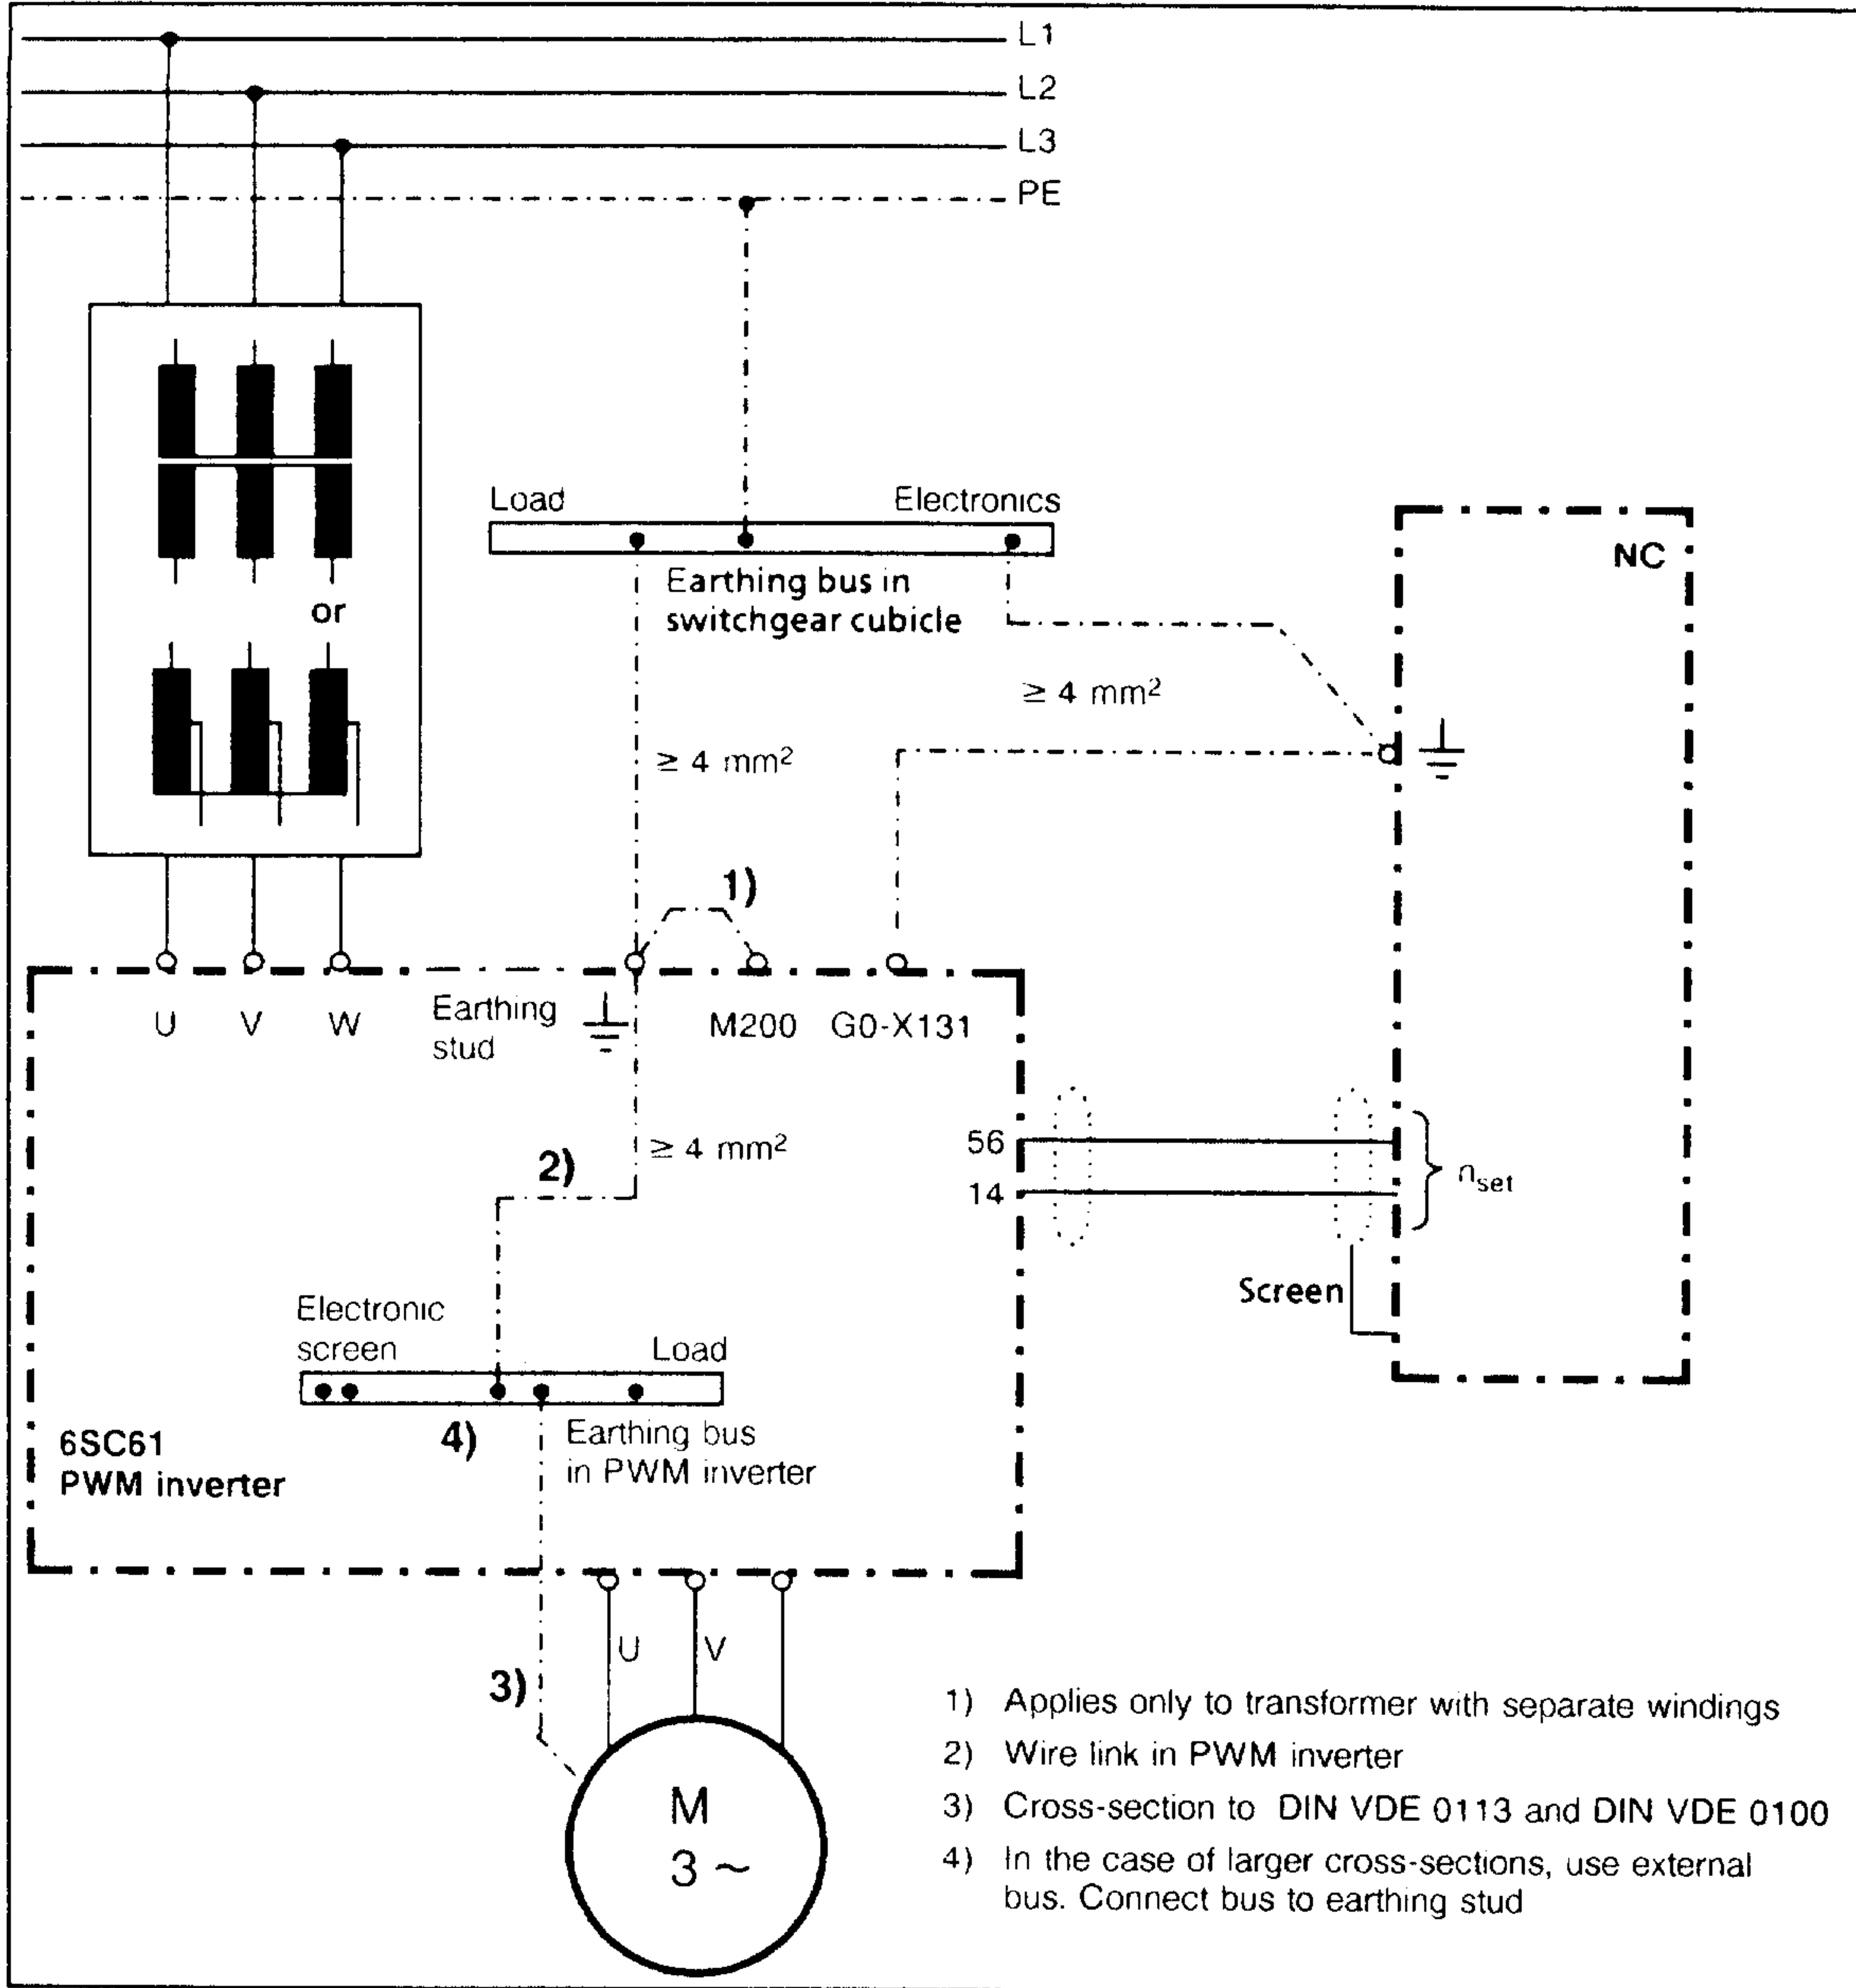 L1
L2
L3
PE
Load
Electronics
Earthing bus in
switchgear cubicle
NC
or
≥ 4 mm²
≥ 4 mm²
1)
U
V
W
Earthing
stud
M200
G0-X131
≥ 4 mm²
2)
56
14
nset
Screen
Electronic
screen
Load
4)
Earthing bus
in PWM inverter
6SC61
PWM inverter
U
V
3)
M
3 ~
1) Applies only to transformer with separate windings
2) Wire link in PWM inverter
3) Cross-section to DIN VDE 0113 and DIN VDE 0100
4) In the case of larger cross-sections, use external
bus. Connect bus to earthing stud